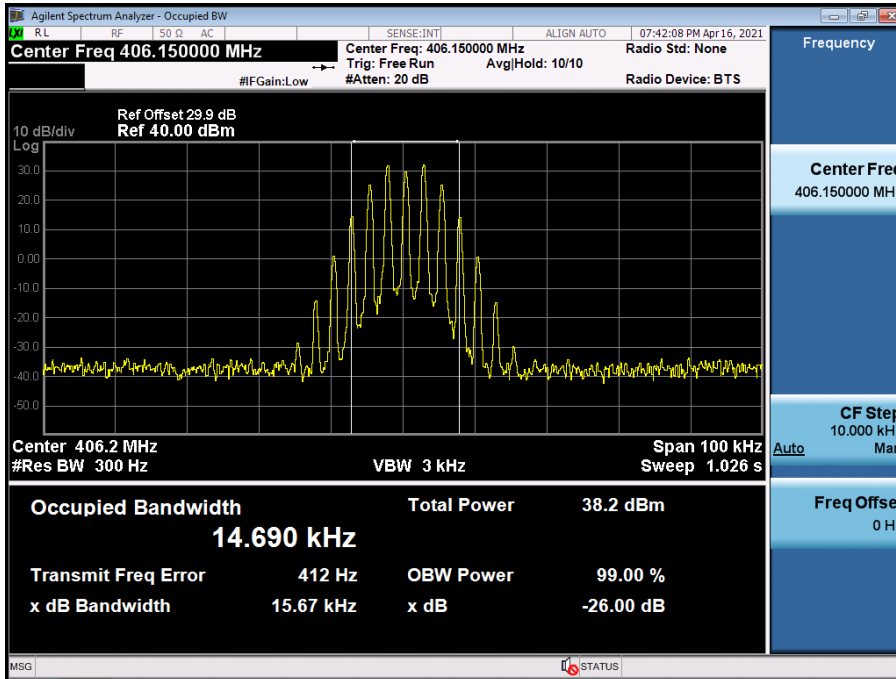 Agilent Spectrum Analyzer - Occupied BW
LXI RL RF 50 Ω AC SENSE:INT ALIGN AUTO 07:42:08 PM Apr 16, 2021
Center Freq 406.150000 MHz
Center Freq: 406.150000 MHz Radio Std: None
Trig: Free Run Avg|Hold: 10/10
#IFGain:Low #Atten: 20 dB Radio Device: BTS
Ref Offset 29.9 dB
10 dB/div Ref 40.00 dBm
Log
30.0
20.0
10.0
0.00
-10.0
-20.0
-30.0
-40.0
-50.0
Center 406.2 MHz Span 100 kHz
#Res BW 300 Hz VBW 3 kHz Sweep 1.026 s
Occupied Bandwidth Total Power 38.2 dBm
14.690 kHz
Transmit Freq Error 412 Hz OBW Power 99.00 %
x dB Bandwidth 15.67 kHz x dB -26.00 dB
MSG STATUS
Frequency
Center Fre
406.150000 MH
CF Step
10.000 kH
Auto Ma
Freq Offse
0 H